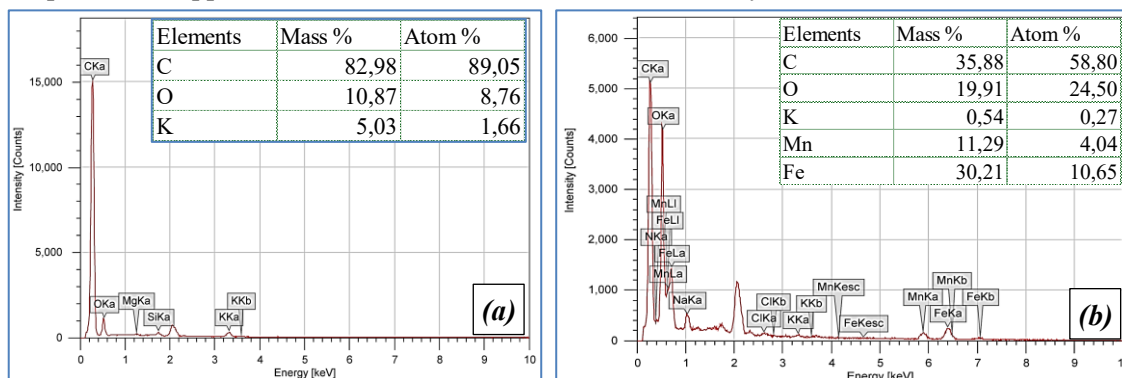 Elements Mass % Atom %
C 82,98 89,05
O 10,87 8,76
K 5,03 1,66
15,000
10,000
5,000
0
Intensity [Counts]
CKa
OKa
MgKa
SiKa
KKa
KKb
(a)
0 1 2 3 4 5 6 7 8 9 10
Energy [keV]
Elements Mass % Atom %
C 35,88 58,80
O 19,91 24,50
K 0,54 0,27
Mn 11,29 4,04
Fe 30,21 10,65
6,000
5,000
4,000
3,000
2,000
1,000
0
Intensity [Counts]
CKa
OKa
MnLl
FeLl
NKa
FeLa
MnLa
NaKa
ClKb
ClKa
KKb
KKa
MnKesc
FeKesc
MnKb
MnKa
FeKb
FeKa
(b)
0 1 2 3 4 5 6 7 8 9
Energy [keV]